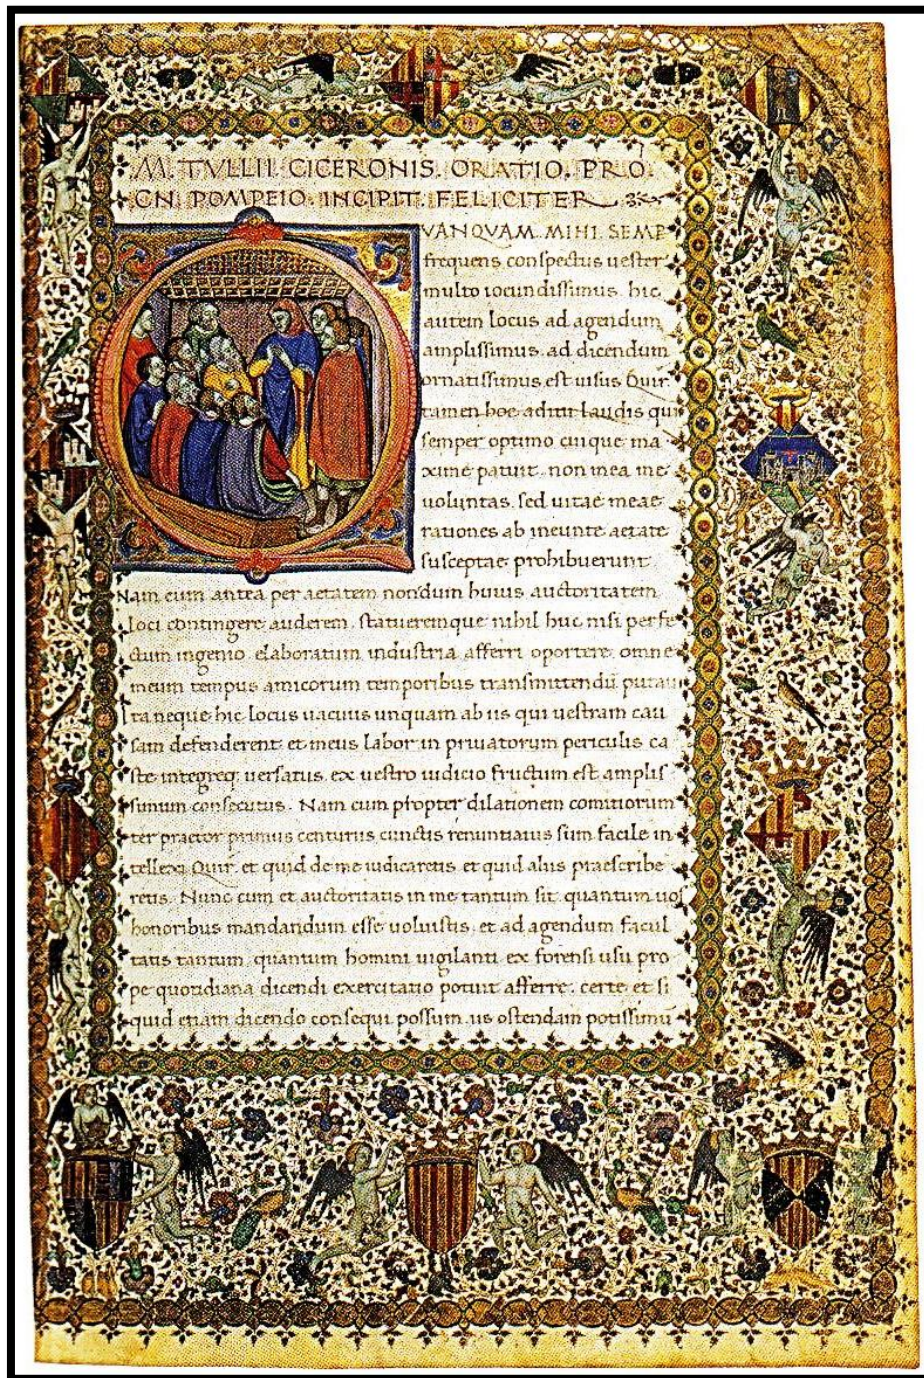 M. TVLLII. CICERONIS. ORATIO. PRO.
CN. POMPEIO. INCIPIT. FELICITER
QVANQVAM. MIHI. SEMP
frequens conspectus uester
multo iocundissimus. hic
autem locus ad agendum
amplissimus. ad dicendum
ornatissimus est uisus Quir.
tamen hoc aditu laudis qui
semper optimo cuique ma
xime patuit. non mea me
voluntas. sed uitae meae
rationes ab ineunte aetate
susceptae prohibuerunt.
Nam cum antea per aetatem nondum huius auctoritatem
loci contingere auderem. statueremque nihil huc nisi perfe
ctum ingenio elaboratum industria afferri oportere. omne
meum tempus amicorum temporibus transmittendū putaui
Ita neque hic locus uacuus unquam ab iis qui uestram cau
sam defenderent. et meus labor in priuatorum periculis ca
ste integreq; uersatus. ex uestro iudicio fructum est amplis
simum consecutus. Nam cum propter dilationem comitiorum
ter praetor primus centuriis cunctis renuntiatus sum facile in
tellexi Quir. et quid de me iudicaretis. et quid aliis praescribe
retis. Nunc cum et auctoritatis in me tantum sit. quantum uos
honoribus mandandum esse uoluistis. et ad agendum facul
tatis tantum. quantum homini uigilanti ex forensi usu pro
pe quotidiana dicendi exercitatio potuit afferre. certe et si
quid etiam dicendo consequi possum. iis ostendam potissimū